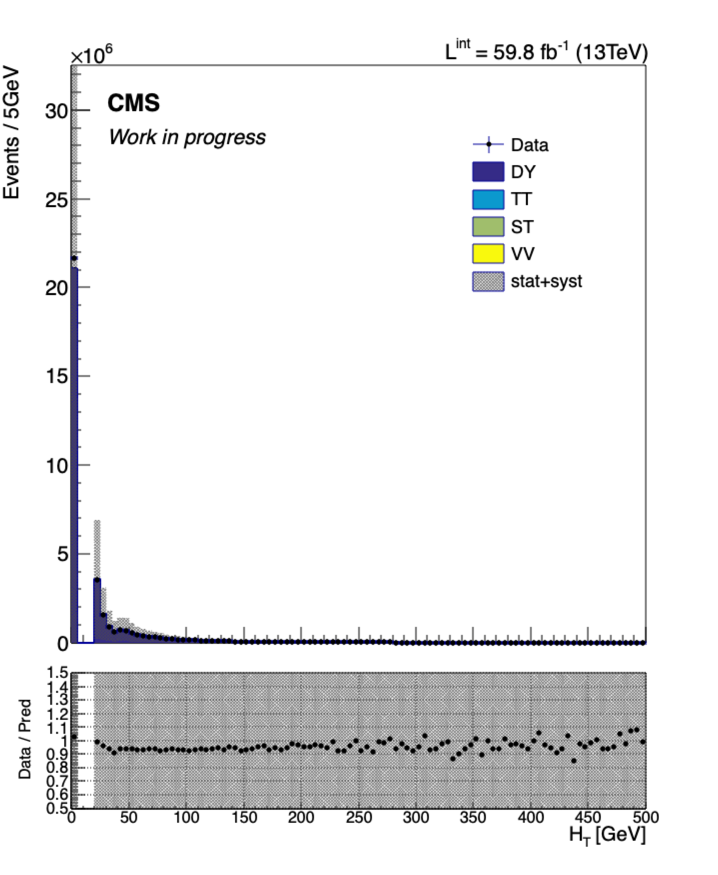 ×10⁶
Lⁱⁿᵗ = 59.8 fb⁻¹ (13TeV)
Events / 5GeV
CMS
Work in progress
Data
DY
TT
ST
VV
stat+syst
30
25
20
15
10
5
0
Data / Pred
1.5
1.4
1.3
1.2
1.1
1
0.9
0.8
0.7
0.6
0.5
0 50 100 150 200 250 300 350 400 450 500
H_T [GeV]